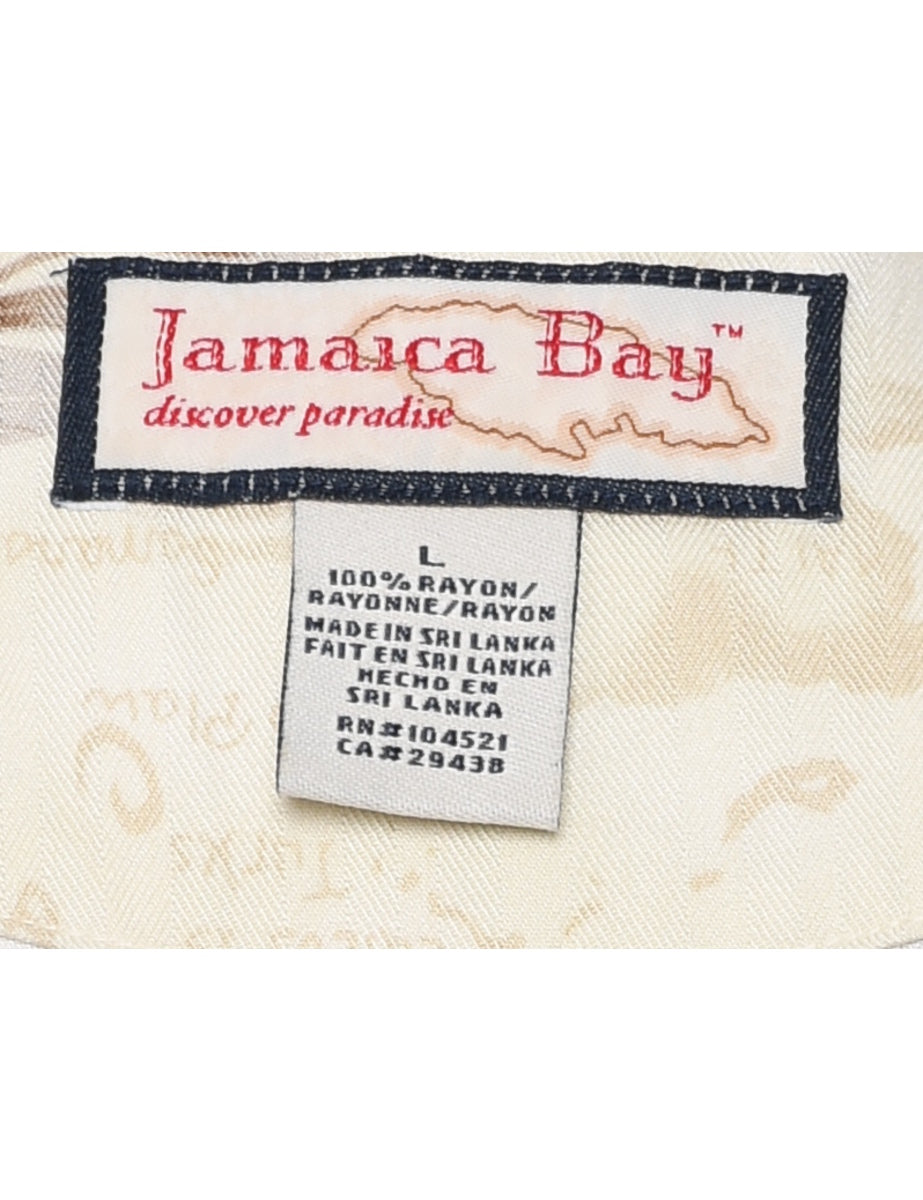 Jamaica Bay™
discover paradise
L
100% RAYON/
RAYONNE/RAYON
MADE IN SRI LANKA
FAIT EN SRI LANKA
HECHO EN
SRI LANKA
RN#104521
CA#29438